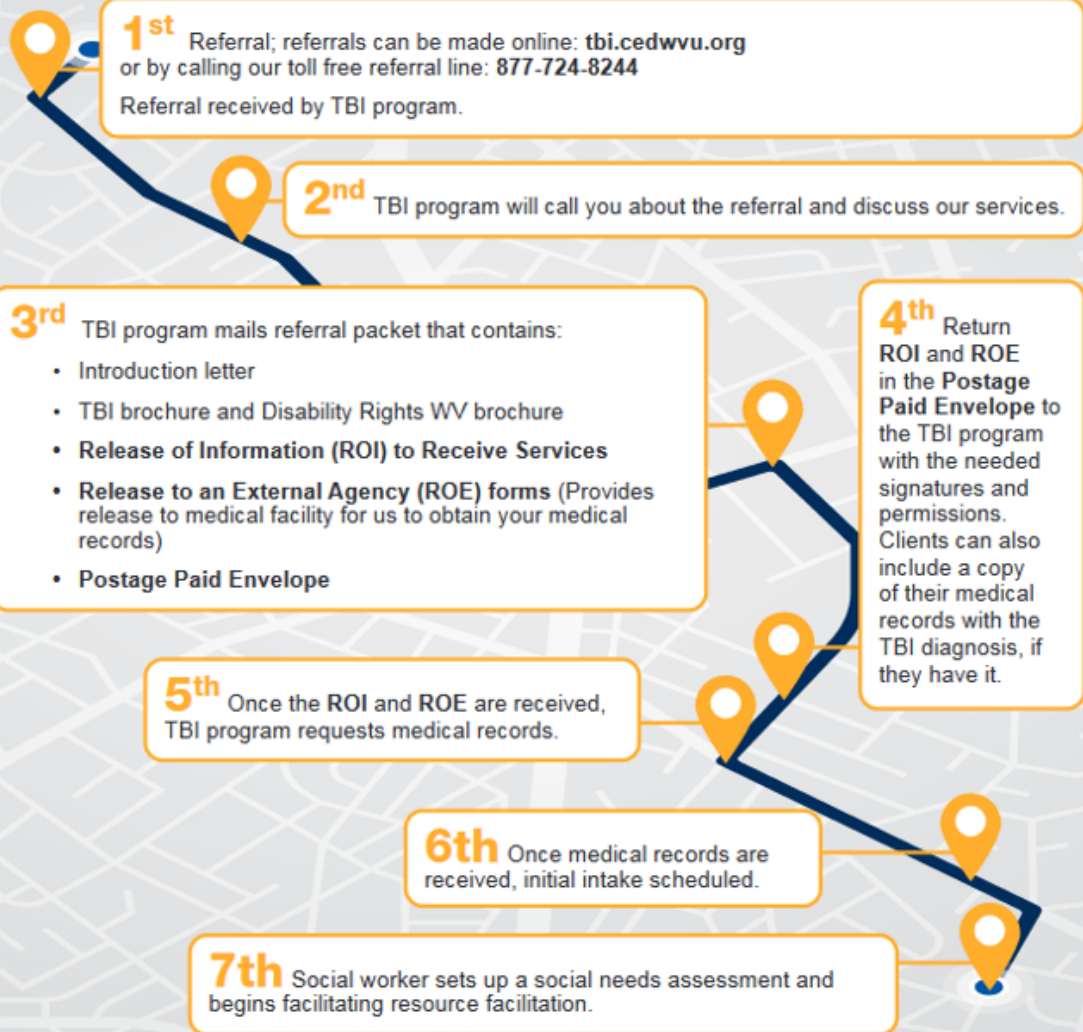 1st Referral; referrals can be made online: tbi.cedwvu.org
or by calling our toll free referral line: 877-724-8244
Referral received by TBI program.
2nd TBI program will call you about the referral and discuss our services.
3rd TBI program mails referral packet that contains:
• Introduction letter
• TBI brochure and Disability Rights WV brochure
• Release of Information (ROI) to Receive Services
• Release to an External Agency (ROE) forms (Provides
release to medical facility for us to obtain your medical
records)
• Postage Paid Envelope
4th Return
ROI and ROE
in the Postage
Paid Envelope to
the TBI program
with the needed
signatures and
permissions.
Clients can also
include a copy
of their medical
records with the
TBI diagnosis, if
they have it.
5th Once the ROI and ROE are received,
TBI program requests medical records.
6th Once medical records are
received, initial intake scheduled.
7th Social worker sets up a social needs assessment and
begins facilitating resource facilitation.